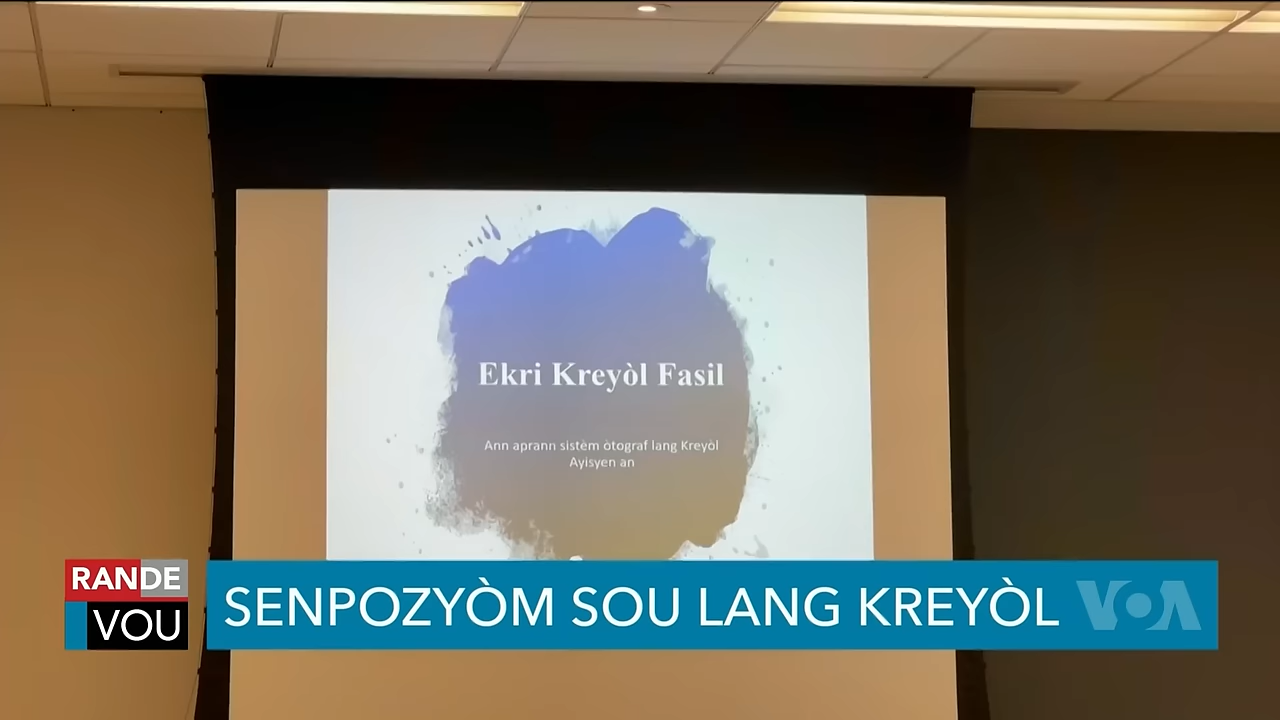 Ekri Kreyòl Fasil
Ann aprann sistèm òtograf lang Kreyòl
Ayisyen an
RANDE
VOU
SENPOZYÒM SOU LANG KREYÒL
VOA